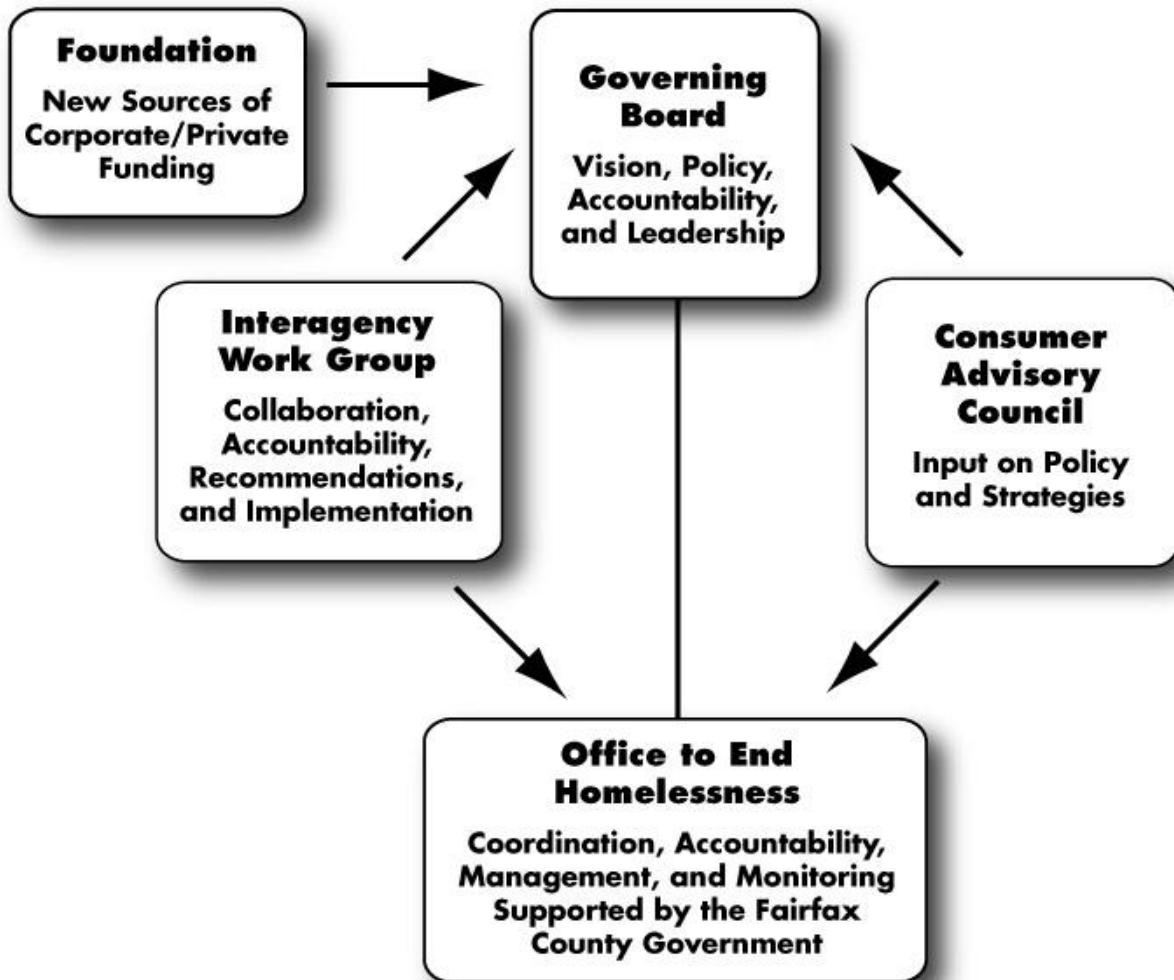 Foundation
New Sources of
Corporate/Private
Funding
Governing
Board
Vision, Policy,
Accountability,
and Leadership
Interagency
Work Group
Collaboration,
Accountability,
Recommendations,
and Implementation
Consumer
Advisory
Council
Input on Policy
and Strategies
Office to End
Homelessness
Coordination, Accountability,
Management, and Monitoring
Supported by the Fairfax
County Government